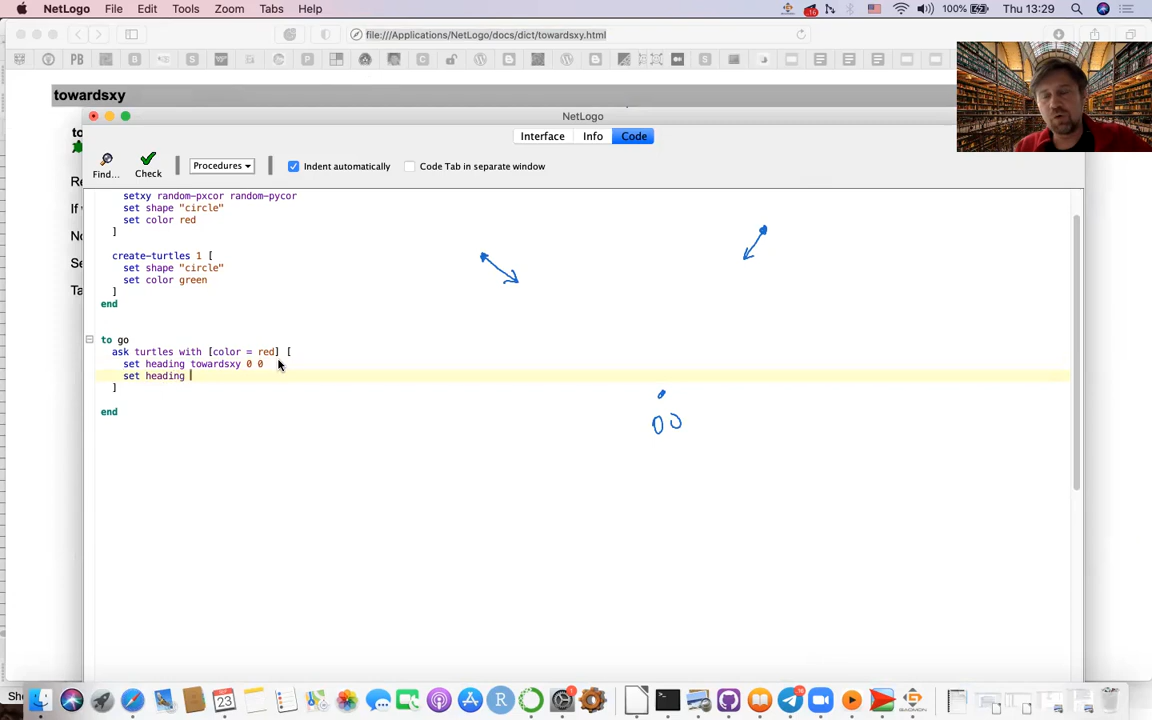 NetLogo File Edit Tools Zoom Tabs Help 100% Thu 13:29
file:///Applications/NetLogo/docs/dict/towardsxy.html
towardsxy
NetLogo
Interface Info Code
Find... Check Procedures Indent automatically Code Tab in separate window
setxy random-pxcor random-pycor
set shape "circle"
set color red
]
create-turtles 1 [
set shape "circle"
set color green
]
end
to go
ask turtles with [color = red] [
set heading towardsxy 0 0
set heading
]
end
00